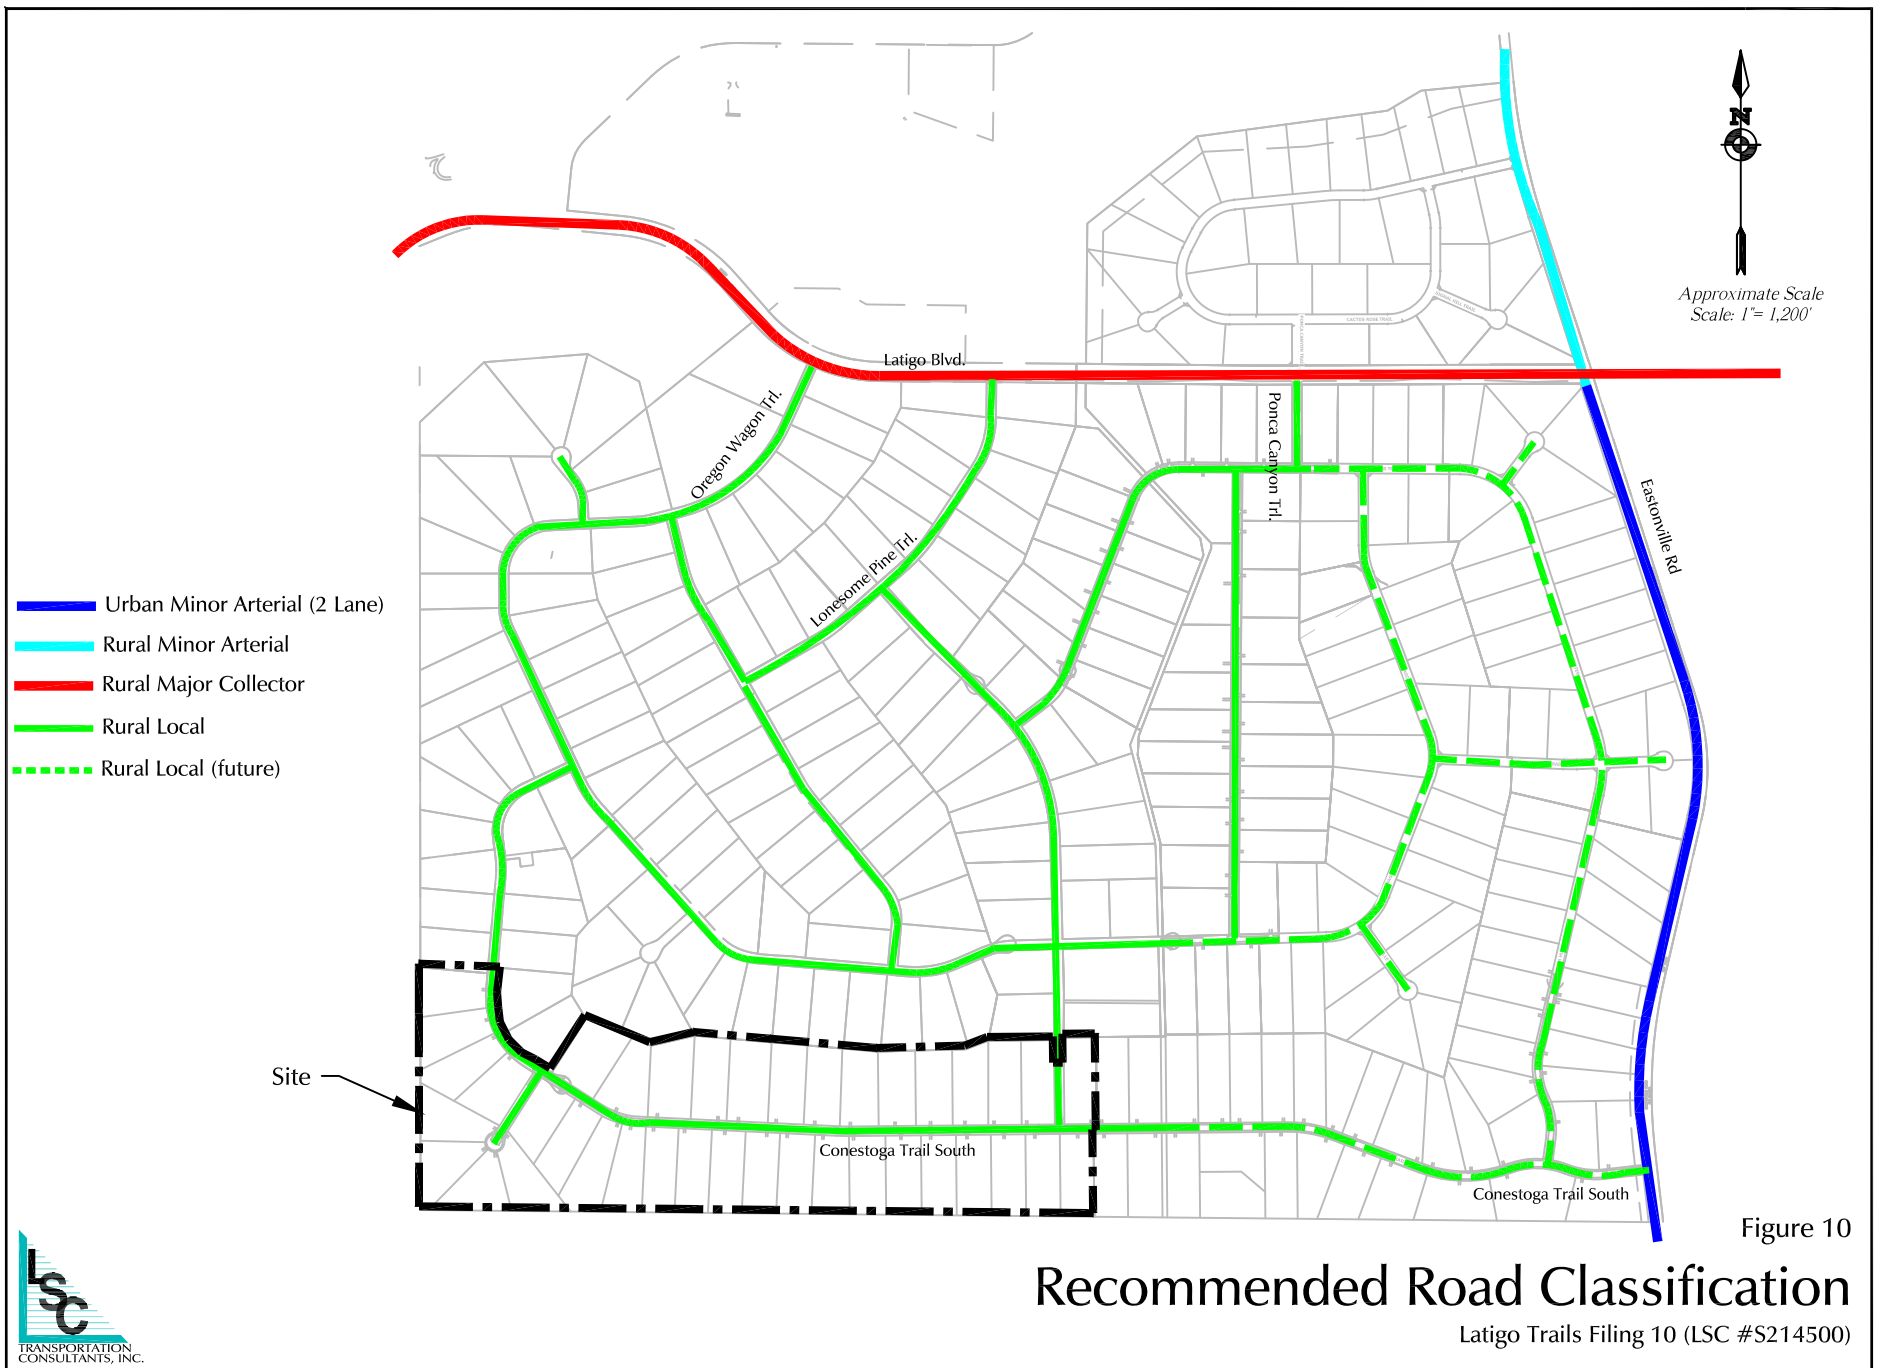 N
Approximate Scale
Scale: 1"= 1,200'
CACTUS ROSE TRAIL
Latigo Blvd.
Oregon Wagon Trl.
Ponca Canyon Trl.
Eastonville Rd
Lonesome Pine Trl.
Urban Minor Arterial (2 Lane)
Rural Minor Arterial
Rural Major Collector
Rural Local
Rural Local (future)
Site
Conestoga Trail South
Conestoga Trail South
Figure 10
Recommended Road Classification
Latigo Trails Filing 10 (LSC #S214500)
LSC
TRANSPORTATION
CONSULTANTS, INC.